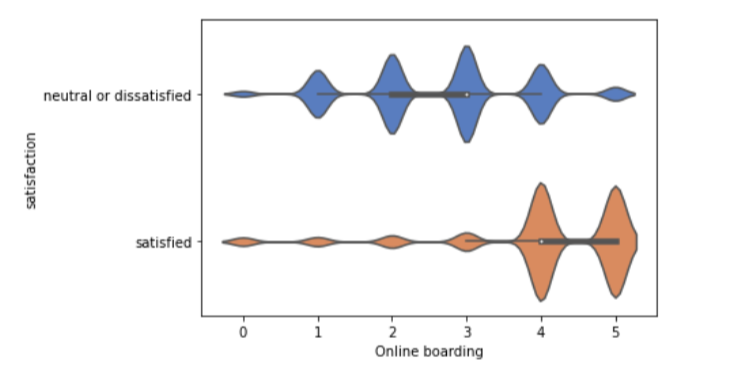 satisfaction
neutral or dissatisfied
satisfied
0 1 2 3 4 5
Online boarding